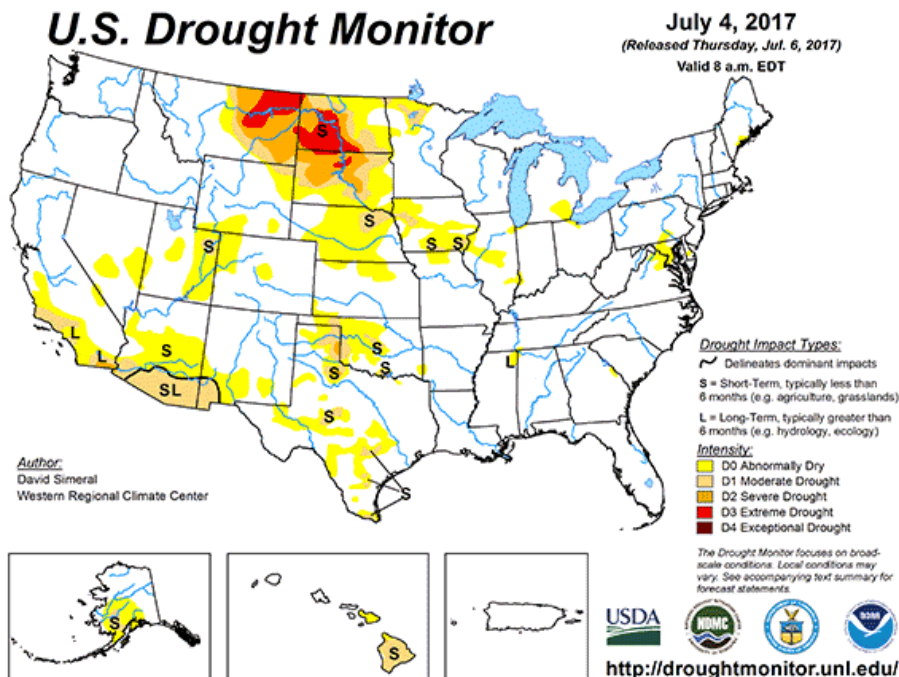 U.S. Drought Monitor
July 4, 2017
(Released Thursday, Jul. 6, 2017)
Valid 8 a.m. EDT
S
S
S
S
S
L
L
S
SL
S
S
S
S
L
S
Drought Impact Types:
Delineates dominant impacts
S = Short-Term, typically less than
6 months (e.g. agriculture, grasslands)
L = Long-Term, typically greater than
6 months (e.g. hydrology, ecology)
Intensity:
D0 Abnormally Dry
D1 Moderate Drought
D2 Severe Drought
D3 Extreme Drought
D4 Exceptional Drought
Author:
David Simeral
Western Regional Climate Center
The Drought Monitor focuses on broad-
scale conditions. Local conditions may
vary. See accompanying text summary for
forecast statements.
S
S
USDA
NDMC
NOAA
http://droughtmonitor.unl.edu/